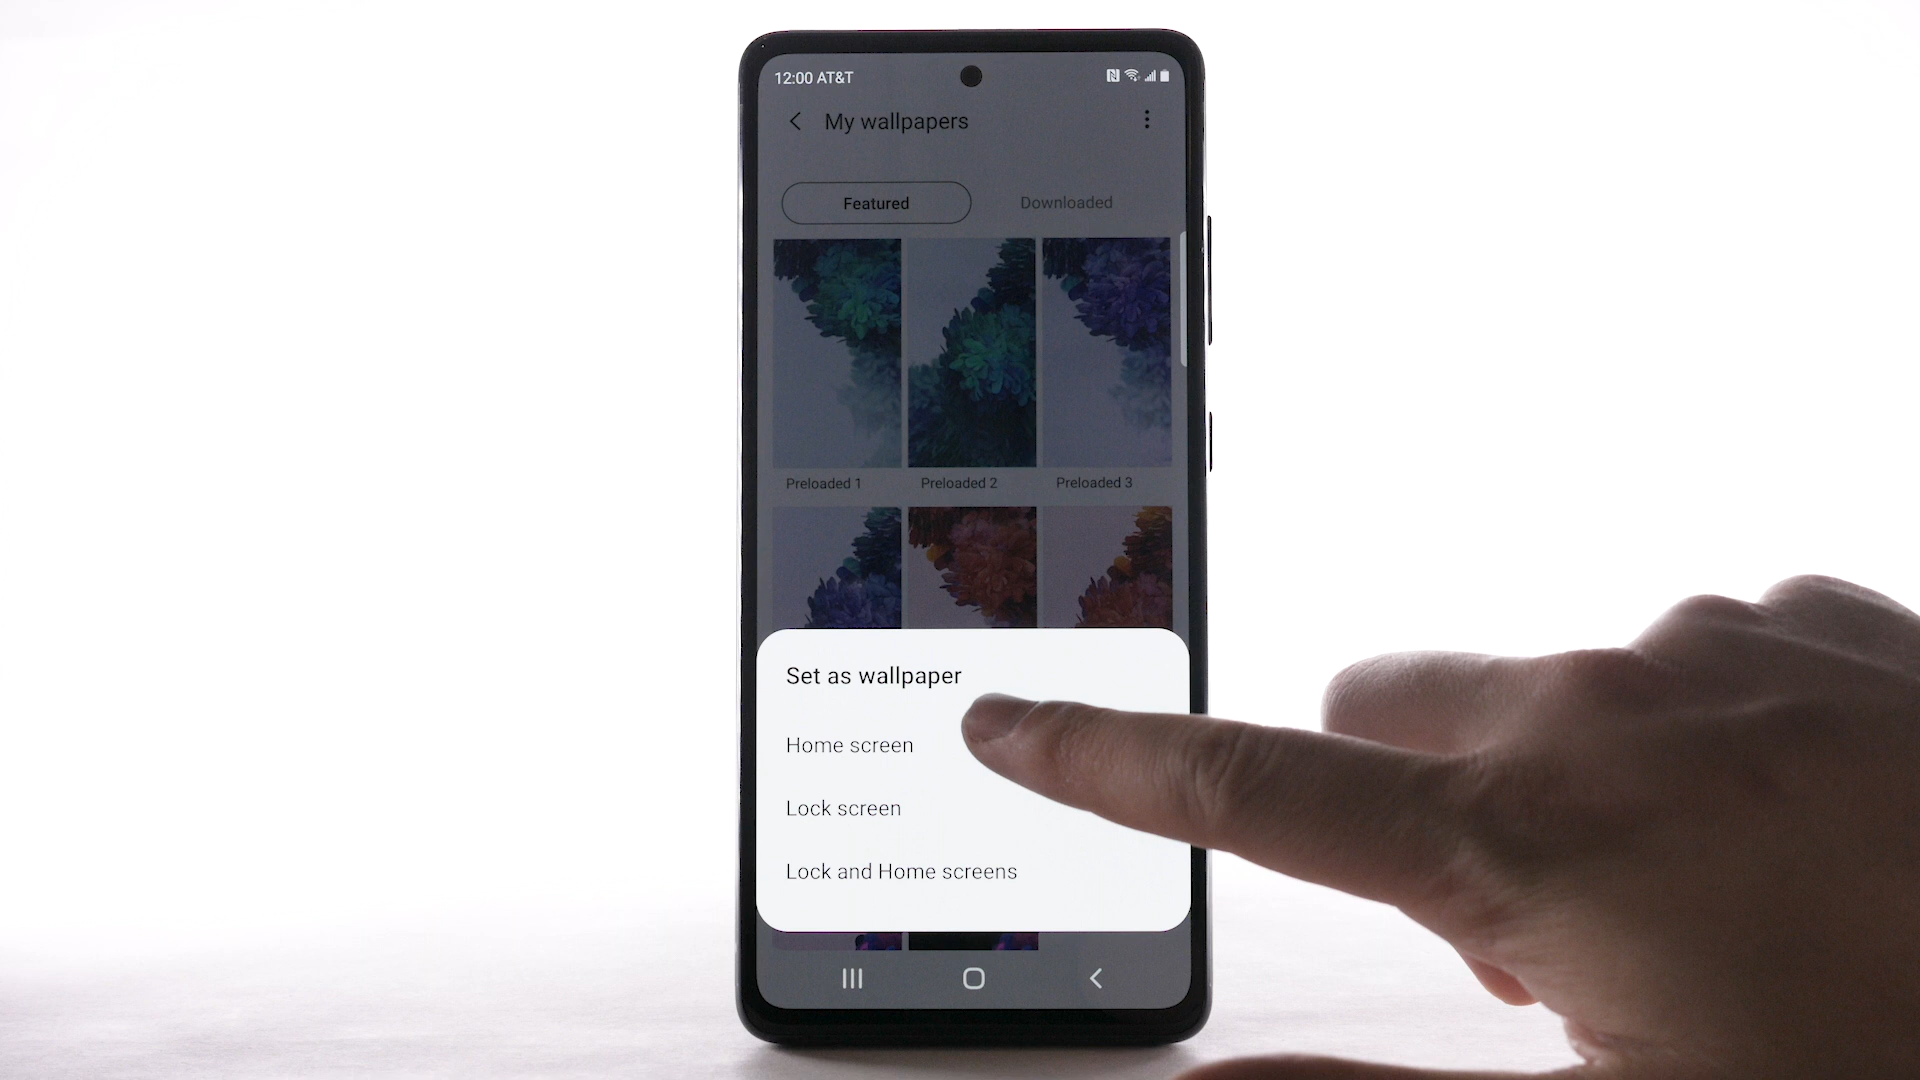 12:00 AT&T
My wallpapers
Featured
Downloaded
Preloaded 1
Preloaded 2
Preloaded 3
Set as wallpaper
Home screen
Lock screen
Lock and Home screens